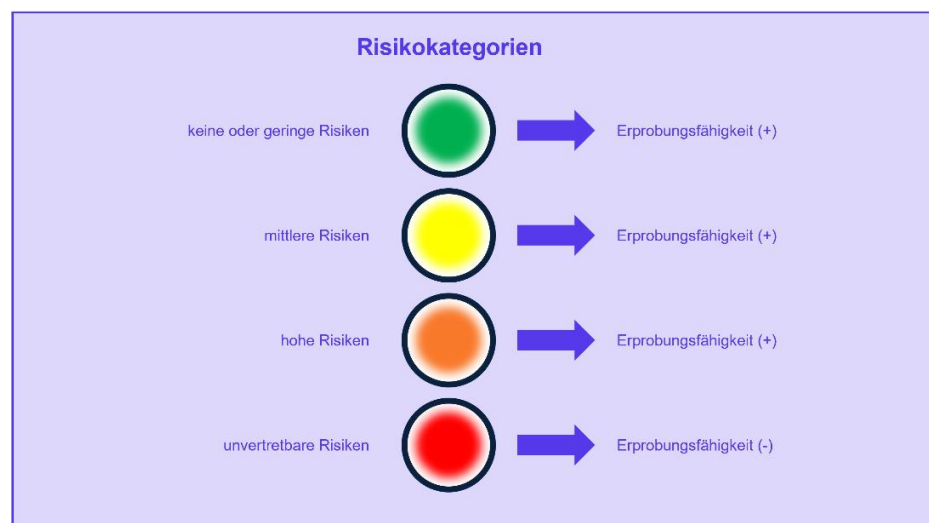 Risikokategorien
keine oder geringe Risiken Erprobungsfähigkeit (+)
mittlere Risiken Erprobungsfähigkeit (+)
hohe Risiken Erprobungsfähigkeit (+)
unvertretbare Risiken Erprobungsfähigkeit (-)